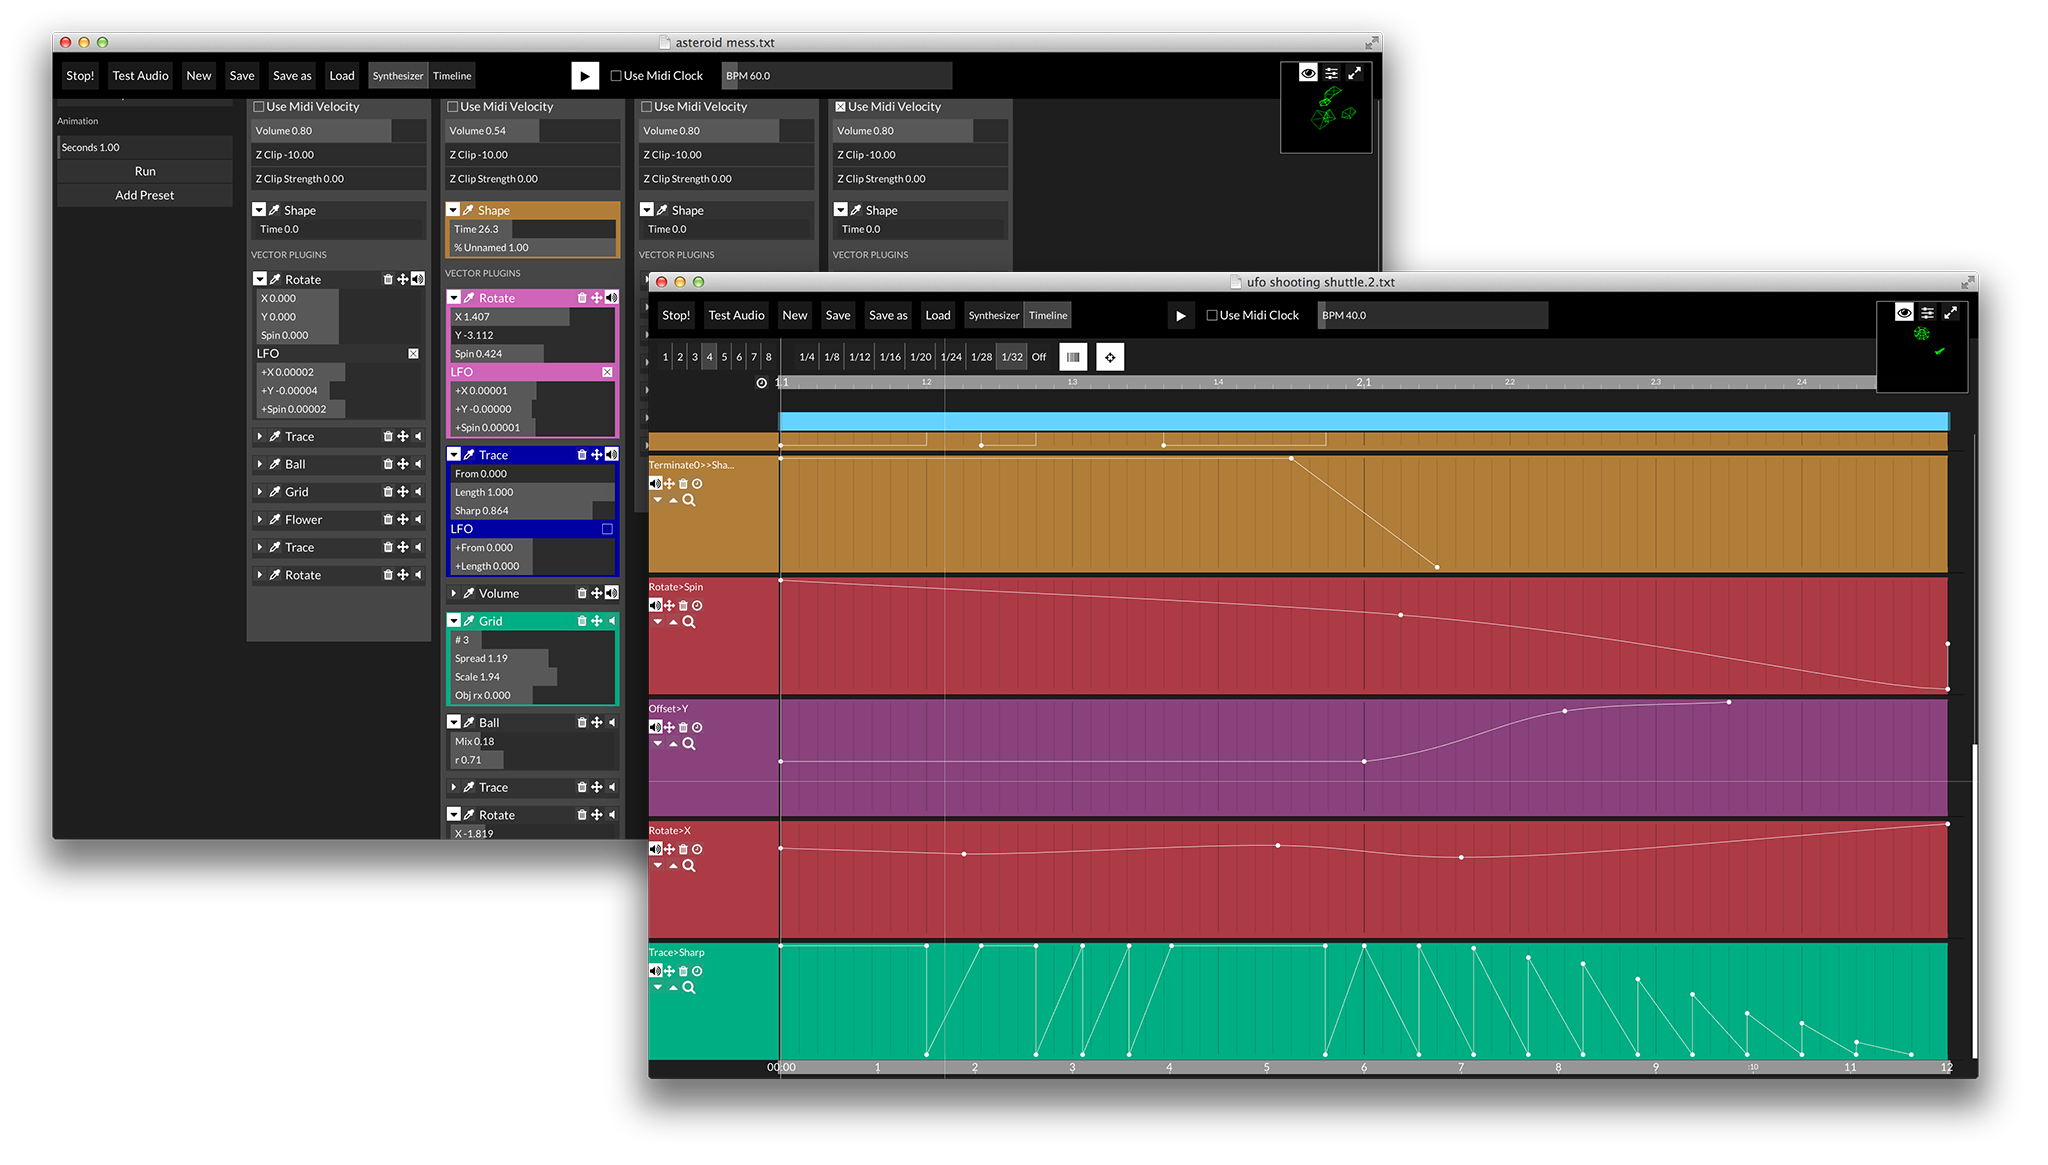 asteroid mess.txt
Stop! Test Audio New Save Save as Load Synthesizer Timeline Use Midi Clock BPM 60.0
Animation
Seconds 1.00
Run
Add Preset
Use Midi Velocity
Volume 0.80
Z Clip -10.00
Z Clip Strength 0.00
Shape
Time 0.0
VECTOR PLUGINS
Rotate
X 0.000
Y 0.000
Spin 0.000
LFO
+X 0.00002
+Y -0.00004
+Spin 0.00002
Trace
Ball
Grid
Flower
Trace
Rotate
Use Midi Velocity
Volume 0.54
Z Clip -10.00
Z Clip Strength 0.00
Shape
Time 26.3
% Unnamed 1.00
VECTOR PLUGINS
Rotate
X 1.407
Y -3.112
Spin 0.424
LFO
+X 0.00001
+Y -0.00000
+Spin 0.00001
Trace
From 0.000
Length 1.000
Sharp 0.864
LFO
+From 0.000
+Length 0.000
Volume
Grid
# 3
Spread 1.19
Scale 1.94
Obj rx 0.000
Ball
Mix 0.18
r 0.71
Trace
Rotate
X -1.819
Use Midi Velocity
Volume 0.80
Z Clip -10.00
Z Clip Strength 0.00
Shape
Time 0.0
VECTOR PLUGINS
Use Midi Velocity
Volume 0.80
Z Clip -10.00
Z Clip Strength 0.00
Shape
Time 0.0
VECTOR PLUGINS
ufo shooting shuttle.2.txt
Stop! Test Audio New Save Save as Load Synthesizer Timeline Use Midi Clock BPM 40.0
1 2 3 4 5 6 7 8 1/4 1/8 1/12 1/16 1/20 1/24 1/28 1/32 Off
1.1 1.2 1.3 1.4 2.1 2.2 2.3 2.4
Terminate0>>Sha...
Rotate>Spin
Offset>Y
Rotate>X
Trace>Sharp
00:00 1 2 3 4 5 6 7 8 9 :10 11 12